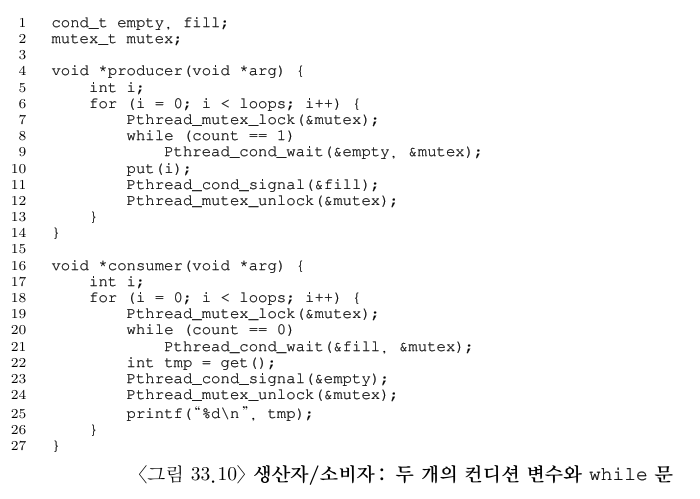 1 cond_t empty, fill;
2 mutex_t mutex;
3
4 void *producer(void *arg) {
5     int i;
6     for (i = 0; i < loops; i++) {
7         Pthread_mutex_lock(&mutex);
8         while (count == 1)
9             Pthread_cond_wait(&empty, &mutex);
10         put(i);
11         Pthread_cond_signal(&fill);
12         Pthread_mutex_unlock(&mutex);
13     }
14 }
15
16 void *consumer(void *arg) {
17     int i;
18     for (i = 0; i < loops; i++) {
19         Pthread_mutex_lock(&mutex);
20         while (count == 0)
21             Pthread_cond_wait(&fill, &mutex);
22         int tmp = get();
23         Pthread_cond_signal(&empty);
24         Pthread_mutex_unlock(&mutex);
25         printf(“%d\n”, tmp);
26     }
27 }
〈그림 33.10〉 생산자/소비자: 두 개의 컨디션 변수와 while 문